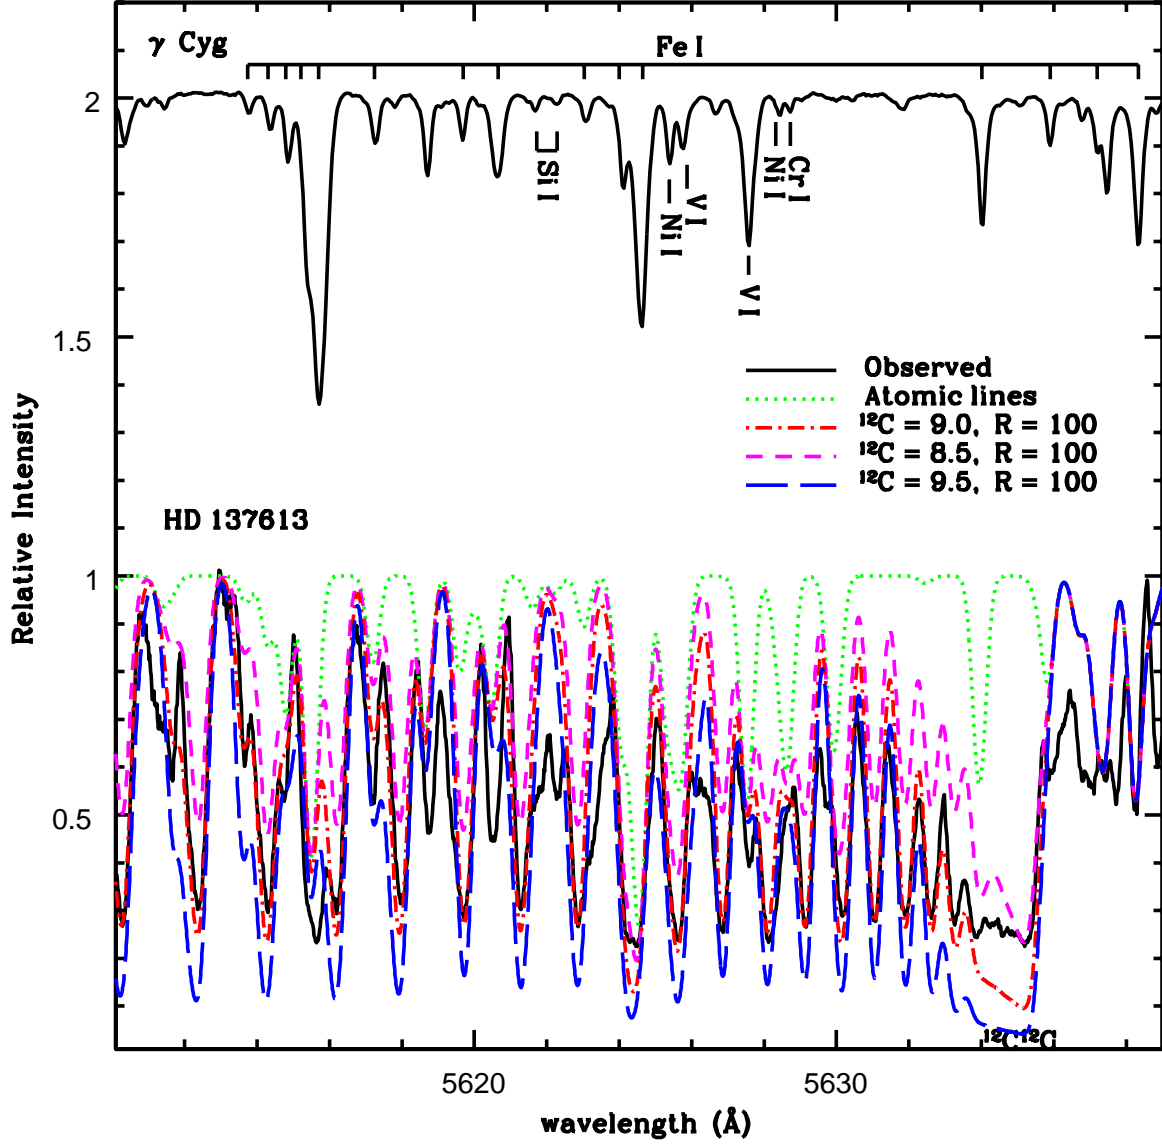 γ Cyg
Fe I
2
Si I
Ni I
V I
V I
Ni I
Cr I
1.5
Observed
Atomic lines
¹²C = 9.0, R = 100
¹²C = 8.5, R = 100
¹²C = 9.5, R = 100
HD 137613
1
0.5
Relative Intensity
¹²C¹²C
5620
5630
wavelength (Å)